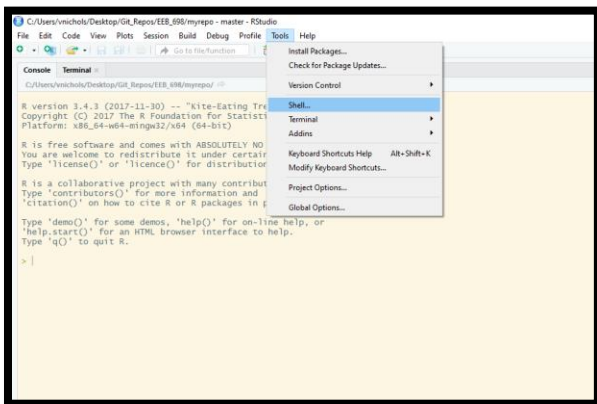 C:/Users/vnichols/Desktop/Git_Repos/EEB_698/myrepo - master - RStudio
File Edit Code View Plots Session Build Debug Profile Tools Help
Go to file/function
Install Packages...
Check for Package Updates...
Version Control
Shell...
Terminal
Addins
Keyboard Shortcuts Help Alt+Shift+K
Modify Keyboard Shortcuts...
Project Options...
Global Options...
Console Terminal
C:/Users/vnichols/Desktop/Git_Repos/EEB_698/myrepo/
R version 3.4.3 (2017-11-30) -- "Kite-Eating Tre
Copyright (C) 2017 The R Foundation for Statisti
Platform: x86_64-w64-mingw32/x64 (64-bit)
R is free software and comes with ABSOLUTELY NO
You are welcome to redistribute it under certain
Type 'license()' or 'licence()' for distribution
R is a collaborative project with many contribut
Type 'contributors()' for more information and
'citation()' on how to cite R or R packages in p
Type 'demo()' for some demos, 'help()' for on-line help, or
'help.start()' for an HTML browser interface to help.
Type 'q()' to quit R.
>